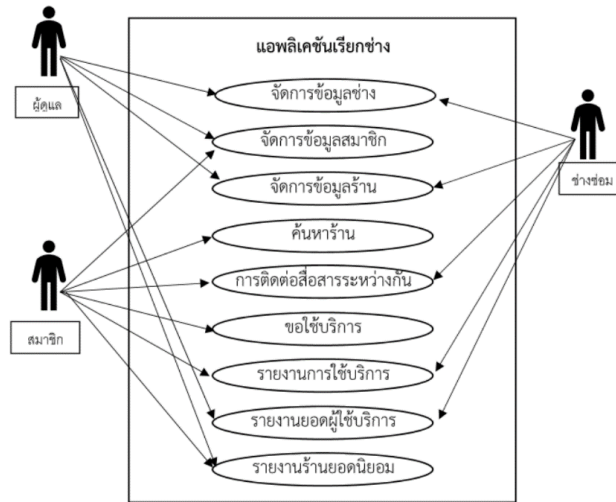 แอพลิเคชันเรียกช่าง
จัดการข้อมูลช่าง
ผู้ดูแล
จัดการข้อมูลสมาชิก
ช่างซ่อม
จัดการข้อมูลร้าน
ค้นหาร้าน
การติดต่อสื่อสารระหว่างกัน
ขอใช้บริการ
สมาชิก
รายงานการใช้บริการ
รายงานยอดผู้ใช้บริการ
รายงานร้านยอดนิยม